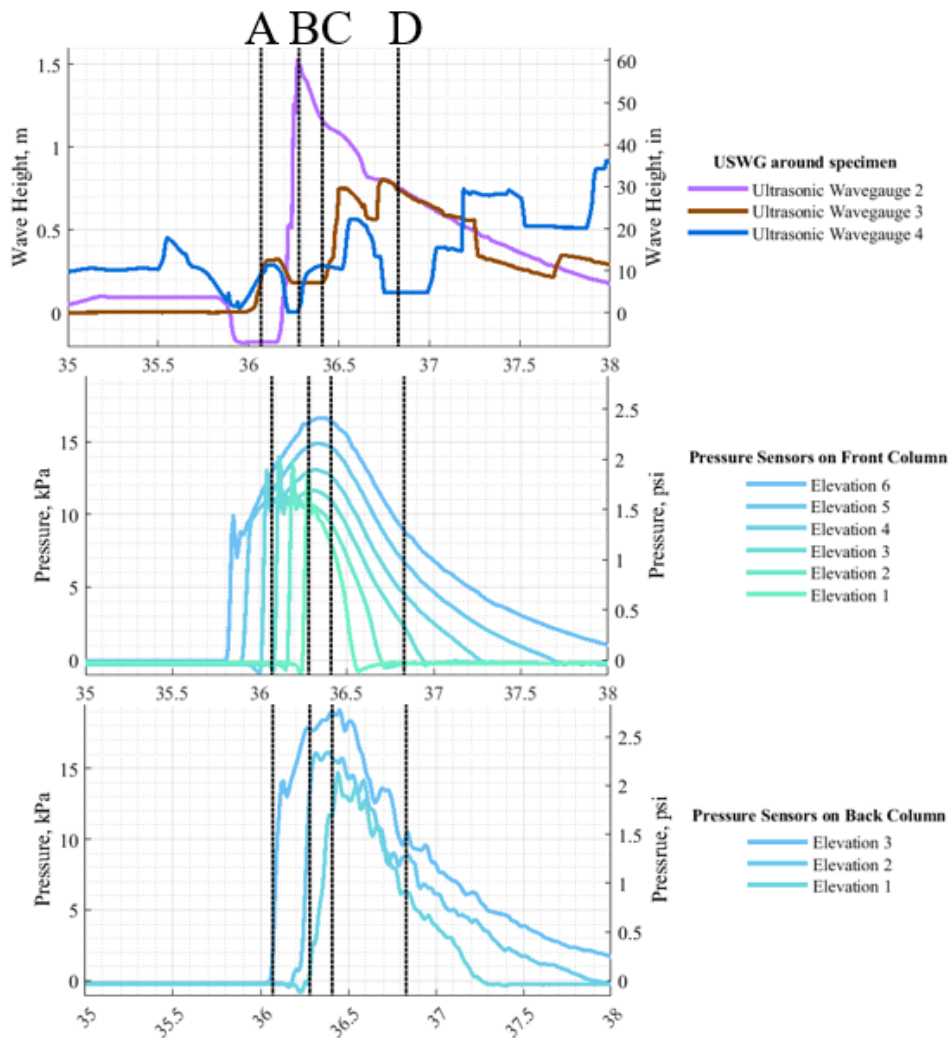 A BC D
1.5
1
0.5
0
Wave Height, m
60
50
40
30
20
10
0
Wave Height, in
35 35.5 36 36.5 37 37.5 38
USWG around specimen
Ultrasonic Wavegauge 2
Ultrasonic Wavegauge 3
Ultrasonic Wavegauge 4
15
10
5
0
Pressure, kPa
2.5
2
1.5
1
0.5
0
Pressure, psi
35 35.5 36 36.5 37 37.5 38
Pressure Sensors on Front Column
Elevation 6
Elevation 5
Elevation 4
Elevation 3
Elevation 2
Elevation 1
15
10
5
0
Pressure, kPa
2.5
2
1.5
1
0.5
0
Pressrue, psi
35 35.5 36 36.5 37 37.5 38
Pressure Sensors on Back Column
Elevation 3
Elevation 2
Elevation 1